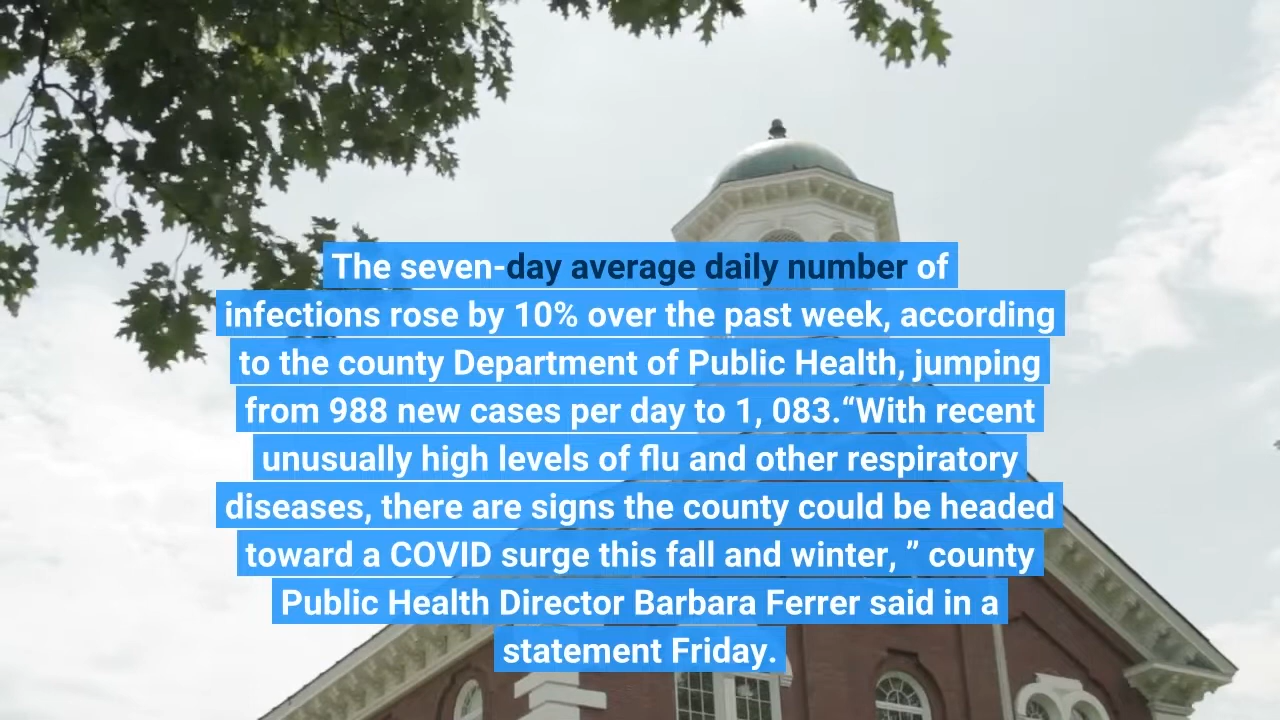 The seven-day average daily number of
infections rose by 10% over the past week, according
to the county Department of Public Health, jumping
from 988 new cases per day to 1, 083.“With recent
unusually high levels of flu and other respiratory
diseases, there are signs the county could be headed
toward a COVID surge this fall and winter, ” county
Public Health Director Barbara Ferrer said in a
statement Friday.